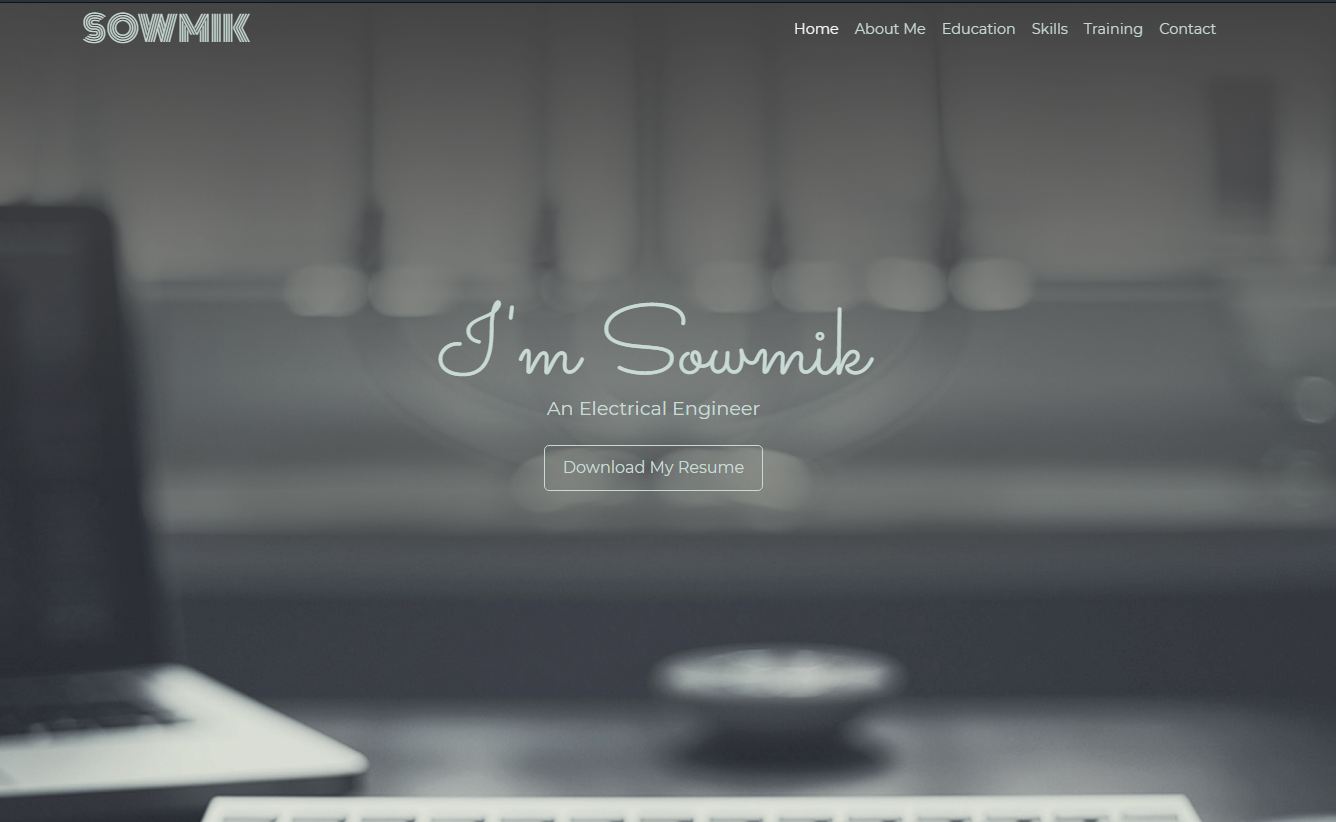 SOWMIK
Home About Me Education Skills Training Contact
I'm Sowmik
An Electrical Engineer
Download My Resume